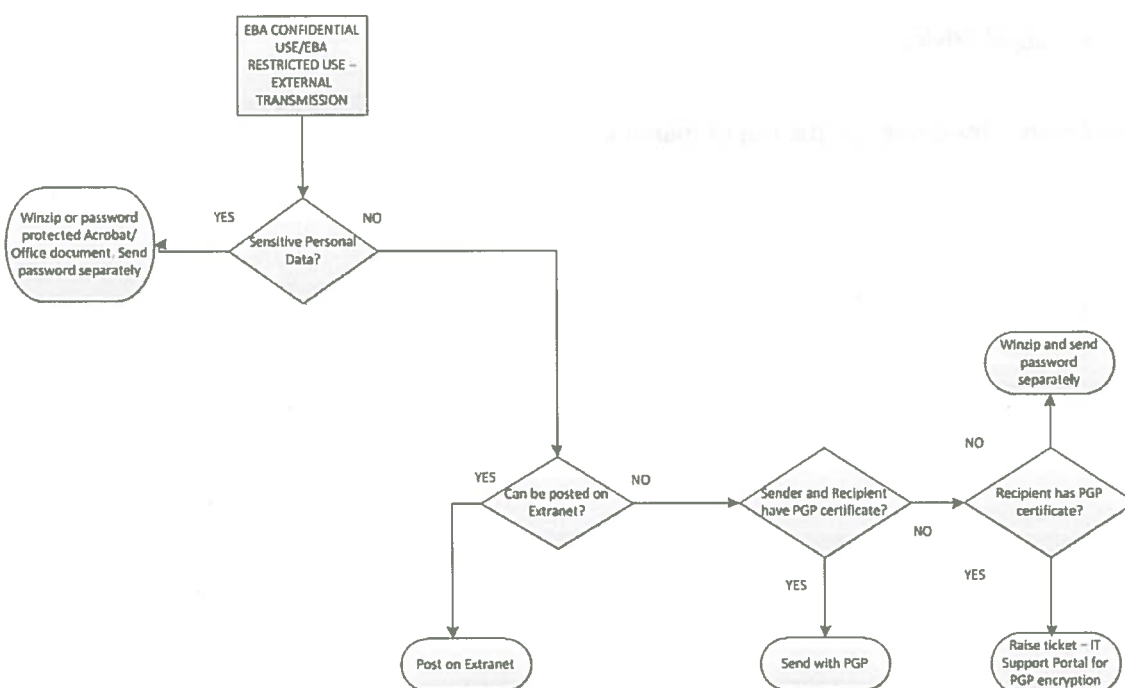 EBA CONFIDENTIAL
USE/EBA
RESTRICTED USE –
EXTERNAL
TRANSMISSION
YES
NO
Winzip or password
protected Acrobat/
Office document. Send
password separately
Sensitive Personal
Data?
Winzip and send
password
separately
NO
YES
NO
Can be posted on
Extranet?
Sender and Recipient
have PGP certificate?
NO
Recipient has PGP
certificate?
YES
YES
Post on Extranet
Send with PGP
Raise ticket – IT
Support Portal for
PGP encryption